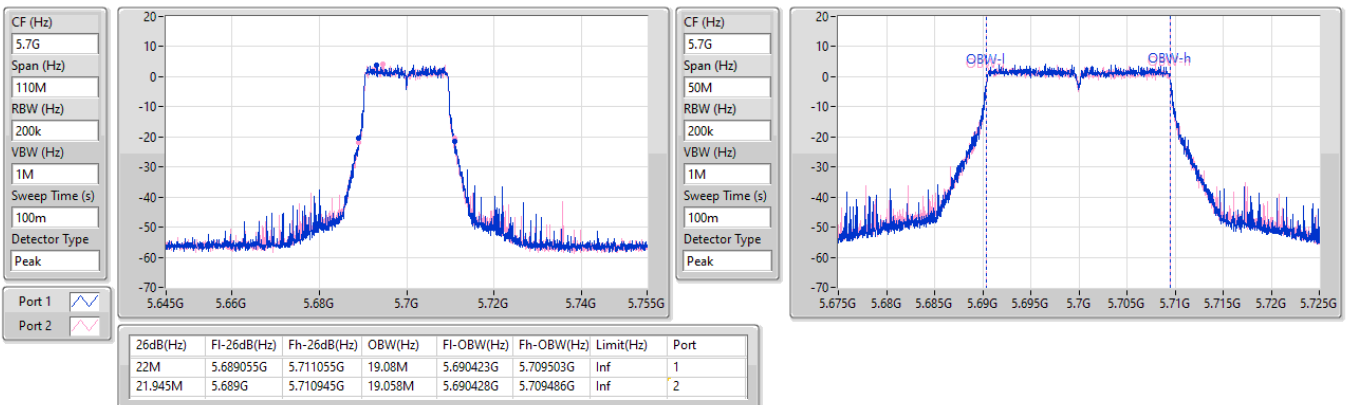 CF (Hz)
5.7G
Span (Hz)
110M
RBW (Hz)
200k
VBW (Hz)
1M
Sweep Time (s)
100m
Detector Type
Peak
Port 1
Port 2
20
10
0
-10
-20
-30
-40
-50
-60
-70
5.645G 5.66G 5.68G 5.7G 5.72G 5.74G 5.755G
CF (Hz)
5.7G
Span (Hz)
50M
RBW (Hz)
200k
VBW (Hz)
1M
Sweep Time (s)
100m
Detector Type
Peak
20
10
0
-10
-20
-30
-40
-50
-60
-70
OBW-l OBW-h
5.675G 5.68G 5.685G 5.69G 5.695G 5.7G 5.705G 5.71G 5.715G 5.72G 5.725G
26dB(Hz) Fl-26dB(Hz) Fh-26dB(Hz) OBW(Hz) Fl-OBW(Hz) Fh-OBW(Hz) Limit(Hz) Port
22M 5.689055G 5.711055G 19.08M 5.690423G 5.709503G Inf 1
21.945M 5.689G 5.710945G 19.058M 5.690428G 5.709486G Inf 2